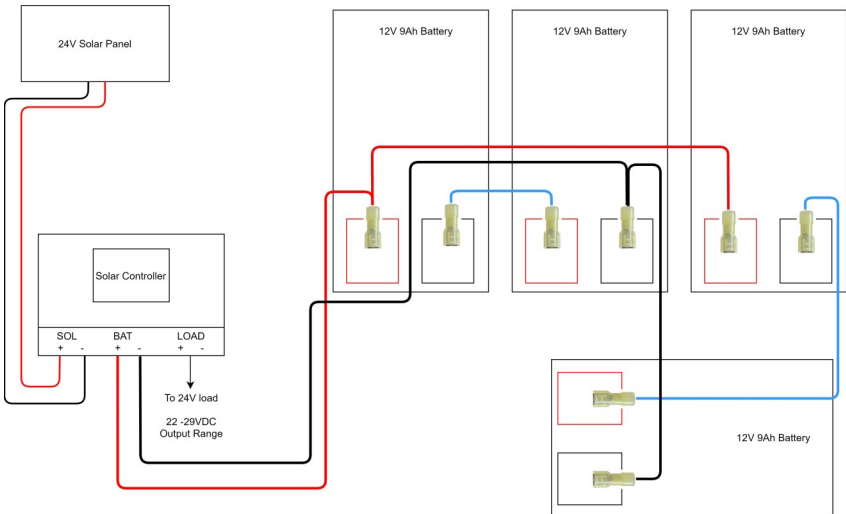 24V Solar Panel
12V 9Ah Battery
12V 9Ah Battery
12V 9Ah Battery
Solar Controller
SOL
BAT
LOAD
+ -
+ -
+ -
To 24V load
22 -29VDC
Output Range
12V 9Ah Battery